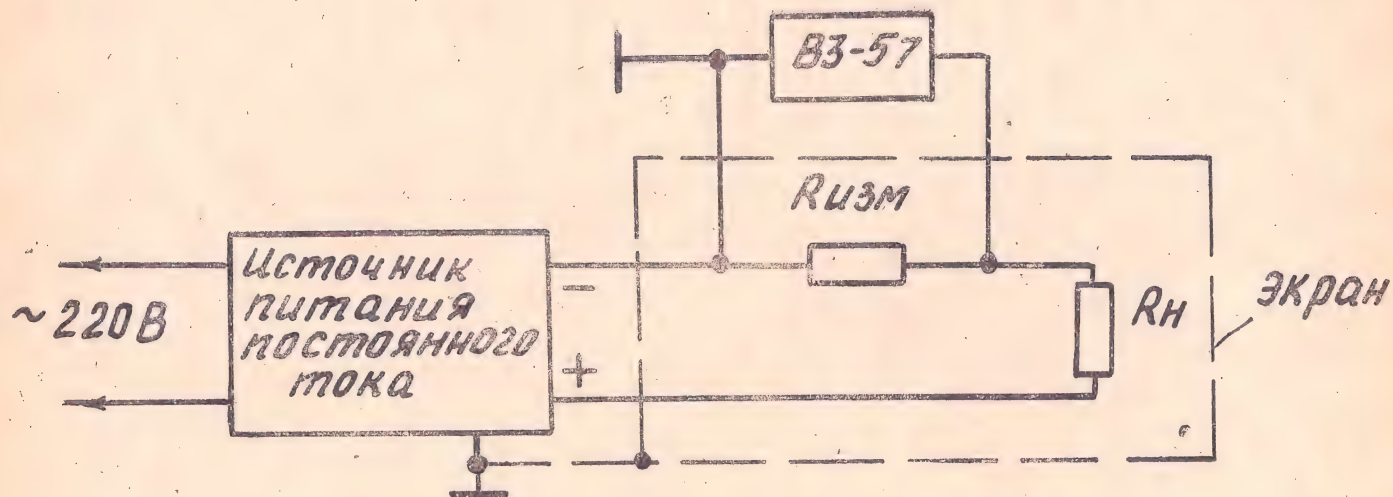 В3-57
Rизм
Источник
питания
постоянного
тока
~220В
−
+
Rн
экран